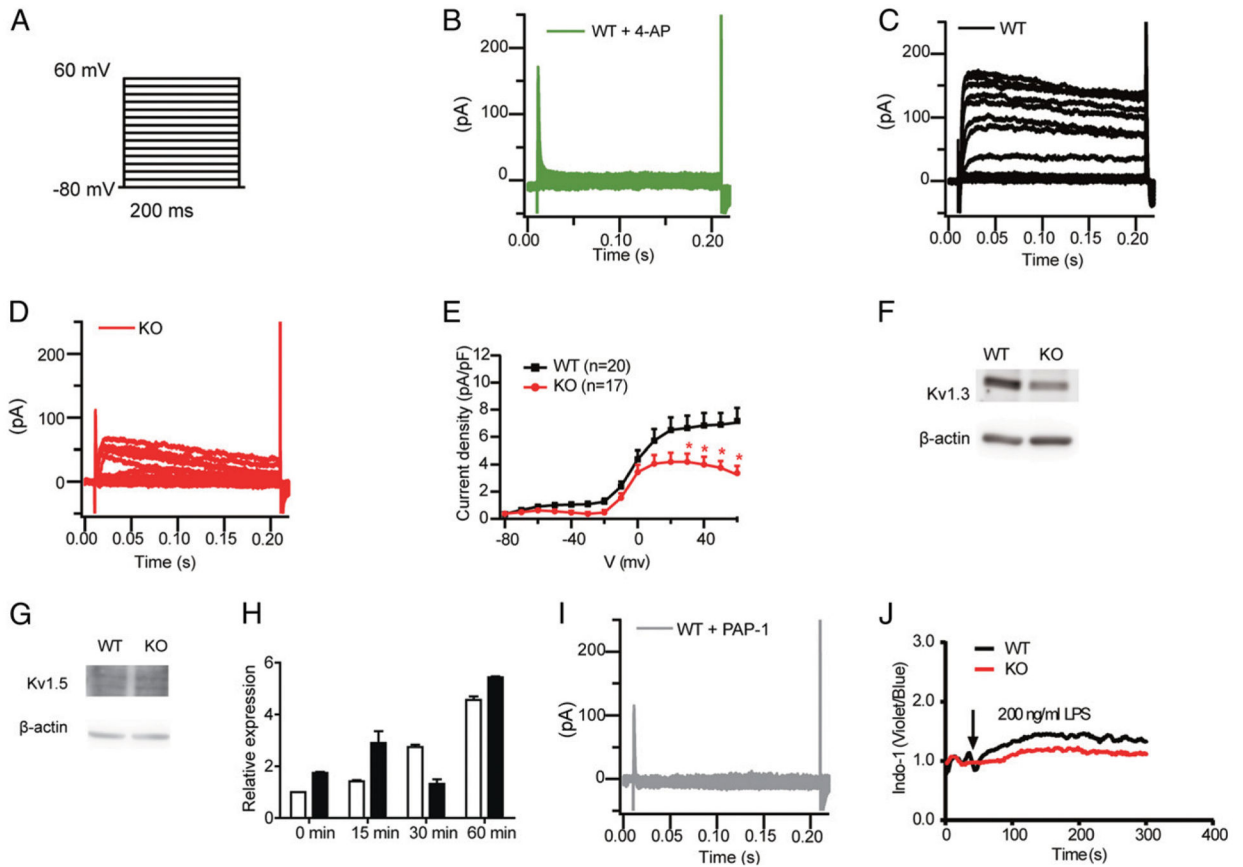 A
60 mV
-80 mV
200 ms
B
WT + 4-AP
200
100
0
(pA)
0.00
0.10
0.20
Time (s)
C
WT
200
100
0
(pA)
0.00 0.05 0.10 0.15 0.20
Time (s)
D
KO
200
100
50
0
(pA)
0.00 0.05 0.10 0.15 0.20
Time (s)
E
12
10
8
6
4
2
0
Current density (pA/pF)
WT (n=20)
KO (n=17)
* * * *
-80 -40 0 40
V (mv)
F
WT KO
Kv1.3
β-actin
G
WT KO
Kv1.5
β-actin
H
6
4
2
0
Relative expression
0 min 15 min 30 min 60 min
I
WT + PAP-1
200
100
0
(pA)
0.00 0.05 0.10 0.15 0.20
Time (s)
J
3.0
2.0
1.0
0.0
Indo-1 (Violet/Blue)
WT
KO
200 ng/ml LPS
0 100 200 300 400
Time(s)